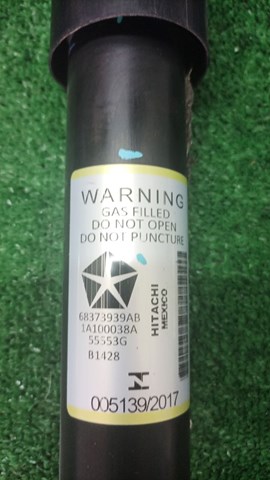 WARNING
GAS FILLED
DO NOT OPEN
DO NOT PUNCTURE
68373939AB
1A100038A
55553G
B1428
HITACHI
MEXICO
005139/2017